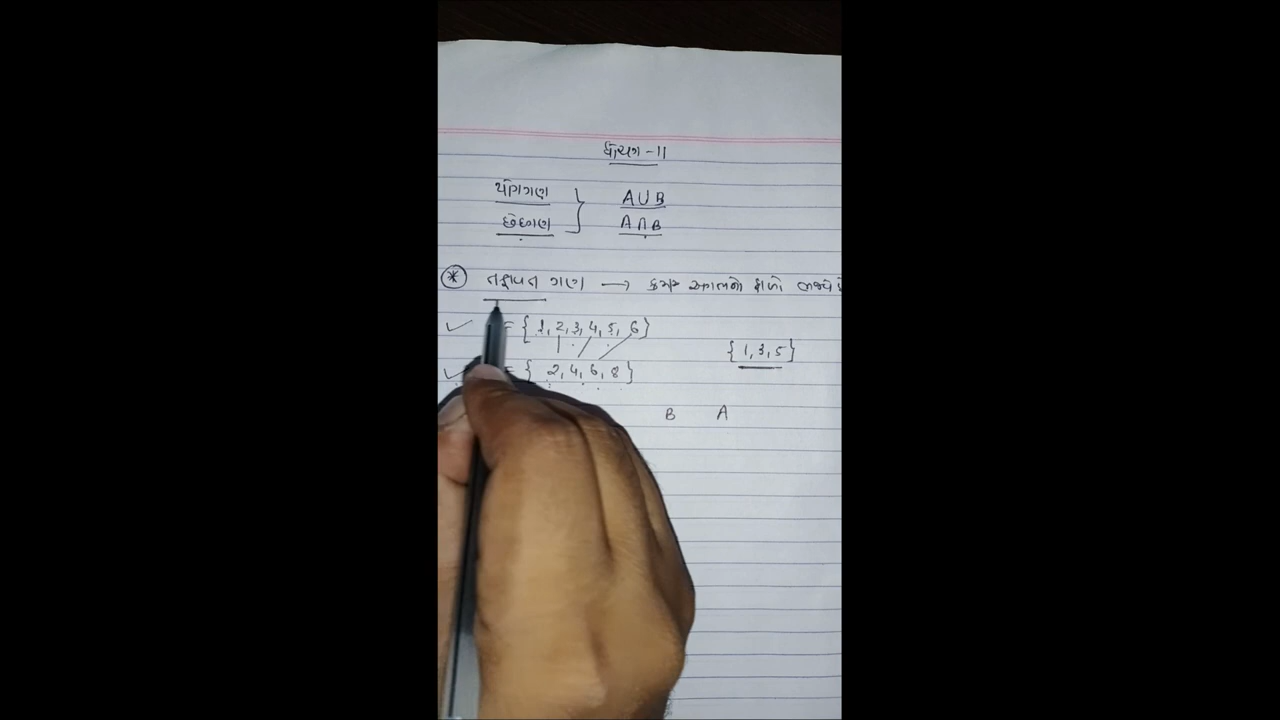 ધોરણ - 11
યોગગણ } A ∪ B
છેદગણ A ∩ B
* તફાવત ગણ → ક્રમ
= { 1, 2, 3, 4, 5, 6 }
{ 1, 3, 5 }
= { 2, 4, 6, 8 }
B A